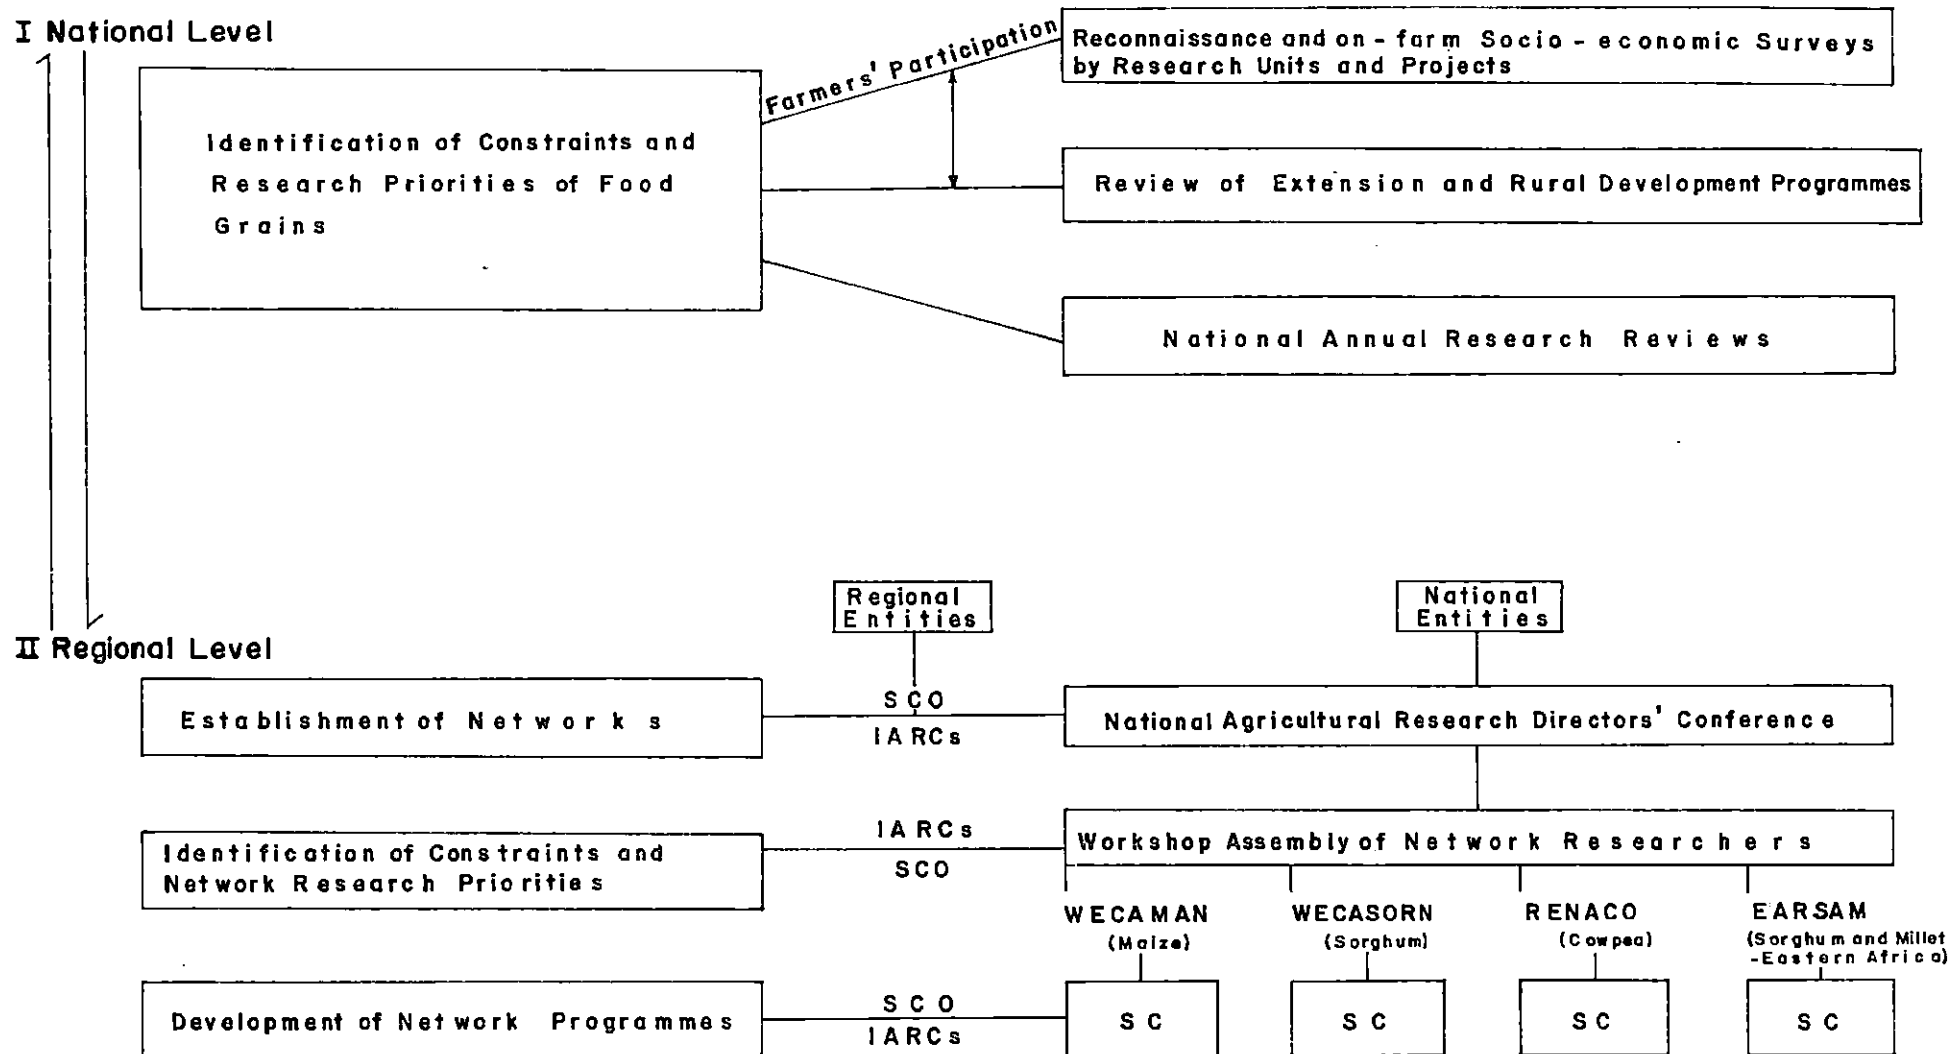 I National Level
Farmers' Participation
Reconnaissance and on-farm Socio-economic Surveys
by Research Units and Projects
Identification of Constraints and
Research Priorities of Food
Grains
Review of Extension and Rural Development Programmes
National Annual Research Reviews
Regional
Entities
National
Entities
II Regional Level
Establishment of Networks
SCO
IARCs
National Agricultural Research Directors' Conference
Identification of Constraints and
Network Research Priorities
IARCs
SCO
Workshop Assembly of Network Researchers
WECAMAN
(Maize)
WECASORN
(Sorghum)
RENACO
(Cowpea)
EARSAM
(Sorghum and Millet
-Eastern Africa)
Development of Network Programmes
SCO
IARCs
SC
SC
SC
SC